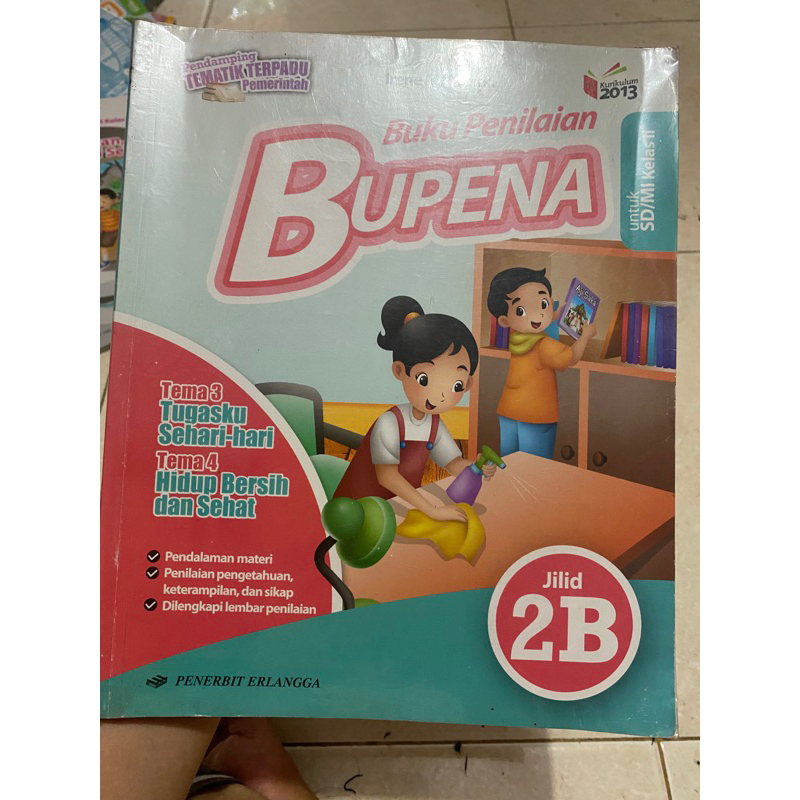 Pendamping
TEMATIK TERPADU
Pemerintah
Kurikulum
2013
Buku Penilaian
BUPENA
untuk
SD/MI Kelas II
Aji Saka
Tema 3
Tugasku
Sehari-hari
Tema 4
Hidup Bersih
dan Sehat
Pendalaman materi
Penilaian pengetahuan,
keterampilan, dan sikap
Dilengkapi lembar penilaian
Jilid
2B
PENERBIT ERLANGGA